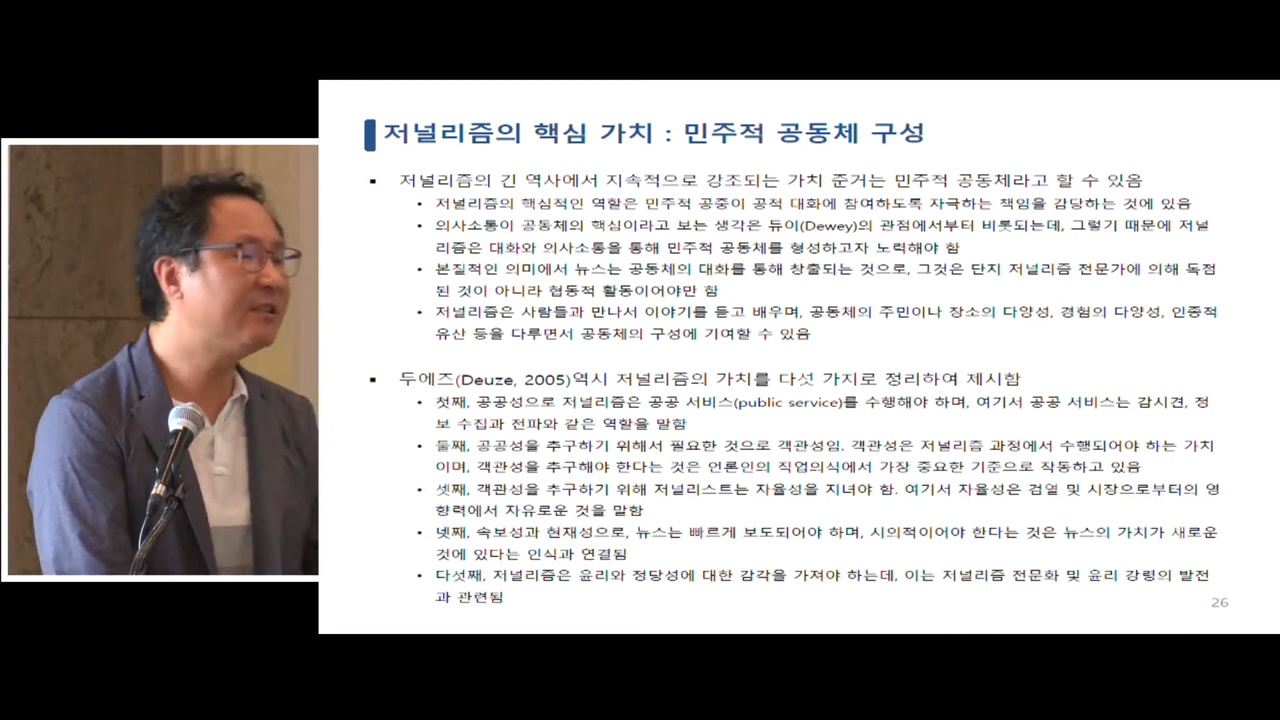 저널리즘의 핵심 가치 : 민주적 공동체 구성
▪ 저널리즘의 긴 역사에서 지속적으로 강조되는 가치 준거는 민주적 공동체라고 할 수 있음
• 저널리즘의 핵심적인 역할은 민주적 공중이 공적 대화에 참여하도록 자극하는 책임을 감당하는 것에 있음
• 의사소통이 공동체의 핵심이라고 보는 생각은 듀이(Dewey)의 관점에서부터 비롯되는데, 그렇기 때문에 저널
리즘은 대화와 의사소통을 통해 민주적 공동체를 형성하고자 노력해야 함
• 본질적인 의미에서 뉴스는 공동체의 대화를 통해 창출되는 것으로, 그것은 단지 저널리즘 전문가에 의해 독점
된 것이 아니라 협동적 활동이어야만 함
• 저널리즘은 사람들과 만나서 이야기를 듣고 배우며, 공동체의 주민이나 장소의 다양성, 경험의 다양성, 인종적
유산 등을 다루면서 공동체의 구성에 기여할 수 있음
▪ 두에즈(Deuze, 2005)역시 저널리즘의 가치를 다섯 가지로 정리하여 제시함
• 첫째, 공공성으로 저널리즘은 공공 서비스(public service)를 수행해야 하며, 여기서 공공 서비스는 감시견, 정
보 수집과 전파와 같은 역할을 말함
• 둘째, 공공성을 추구하기 위해서 필요한 것으로 객관성임. 객관성은 저널리즘 과정에서 수행되어야 하는 가치
이며, 객관성을 추구해야 한다는 것은 언론인의 직업의식에서 가장 중요한 기준으로 작동하고 있음
• 셋째, 객관성을 추구하기 위해 저널리스트는 자율성을 지녀야 함. 여기서 자율성은 검열 및 시장으로부터의 영
향력에서 자유로운 것을 말함
• 넷째, 속보성과 현재성으로, 뉴스는 빠르게 보도되어야 하며, 시의적이어야 한다는 것은 뉴스의 가치가 새로운
것에 있다는 인식과 연결됨
• 다섯째, 저널리즘은 윤리와 정당성에 대한 감각을 가져야 하는데, 이는 저널리즘 전문화 및 윤리 강령의 발전
과 관련됨
26